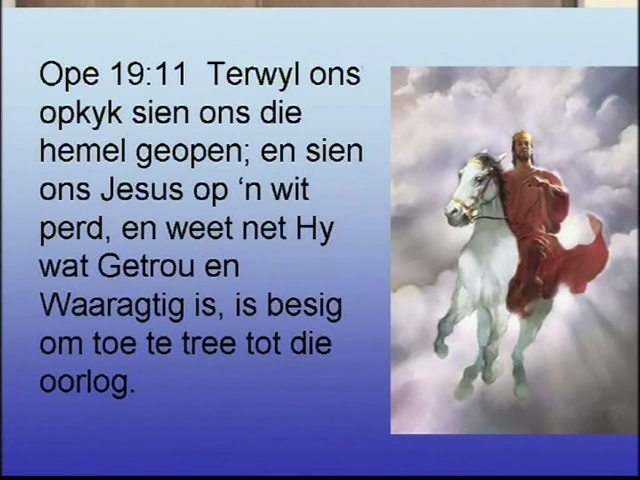 Ope 19:11 Terwyl ons
opkyk sien ons die
hemel geopen; en sien
ons Jesus op ‘n wit
perd, en weet net Hy
wat Getrou en
Waaragtig is, is besig
om toe te tree tot die
oorlog.